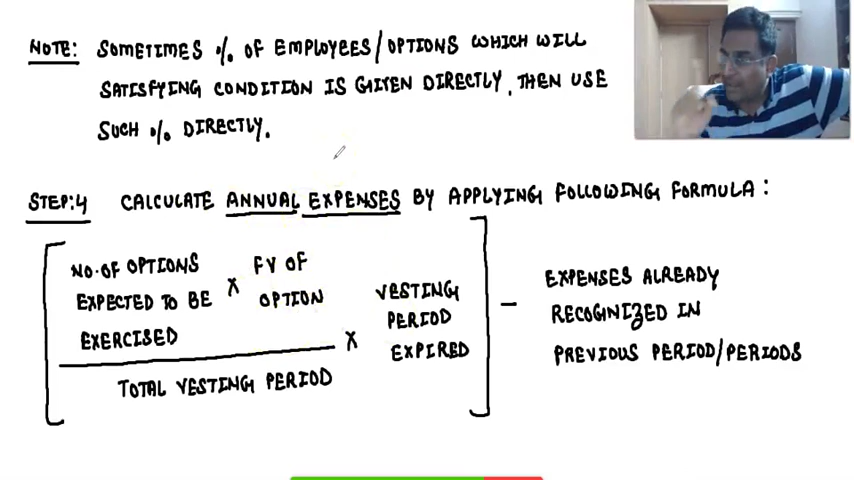 NOTE: SOMETIMES % OF EMPLOYEES/OPTIONS WHICH WILL
SATISFYING CONDITION IS GIVEN DIRECTLY, THEN USE
SUCH % DIRECTLY.
STEP:4 CALCULATE ANNUAL EXPENSES BY APPLYING FOLLOWING FORMULA:
NO. OF OPTIONS
EXPECTED TO BE
EXERCISED
×
FV OF
OPTION
TOTAL VESTING PERIOD
×
VESTING
PERIOD
EXPIRED
−
EXPENSES ALREADY
RECOGNIZED IN
PREVIOUS PERIOD/PERIODS